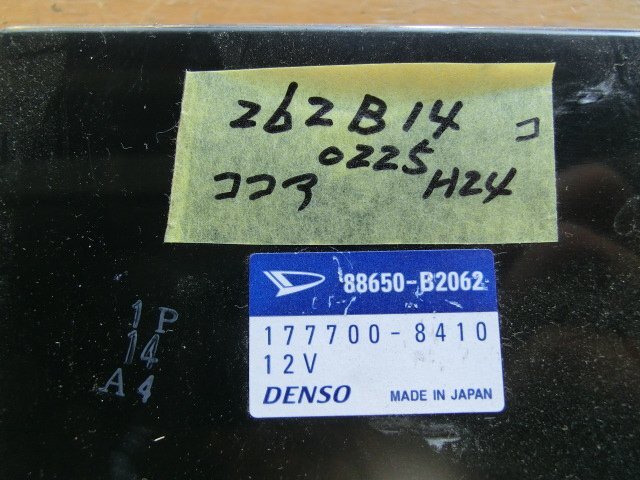 262B14 コ
0225
ココア H24
88650-B2062
177700-8410
12V
DENSO MADE IN JAPAN
1P
14
A4